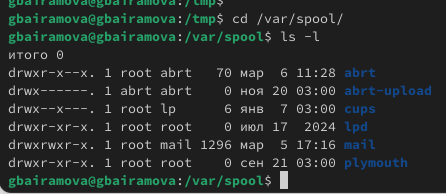 gbairamova@gbairamova:/tmp$
gbairamova@gbairamova:/tmp$ cd /var/spool/
gbairamova@gbairamova:/var/spool$ ls -l
итого 0
drwxr-x--x. 1 root abrt 70 мар 6 11:28 abrt
drwx------. 1 abrt abrt 0 ноя 20 03:00 abrt-upload
drwx--x---. 1 root lp 6 янв 7 03:00 cups
drwxr-xr-x. 1 root root 0 июл 17 2024 lpd
drwxrwxr-x. 1 root mail 1296 мар 5 17:16 mail
drwxr-xr-x. 1 root root 0 сен 21 03:00 plymouth
gbairamova@gbairamova:/var/spool$